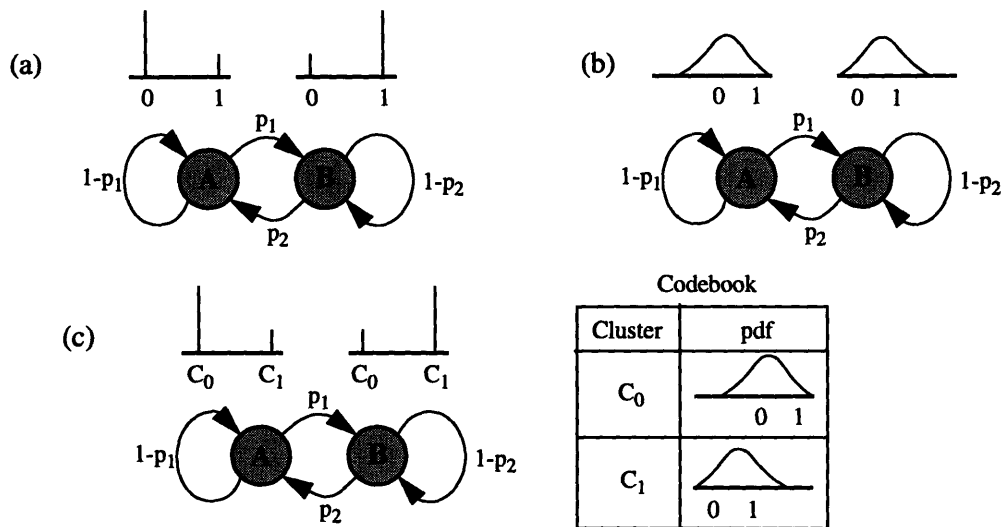 (a)
0 1 0 1
p1
1-p1 A B 1-p2
p2
(b)
0 1 0 1
p1
1-p1 A B 1-p2
p2
(c)
C0 C1 C0 C1
p1
1-p1 A B 1-p2
p2
Codebook
Cluster pdf
C0
0 1
C1
0 1